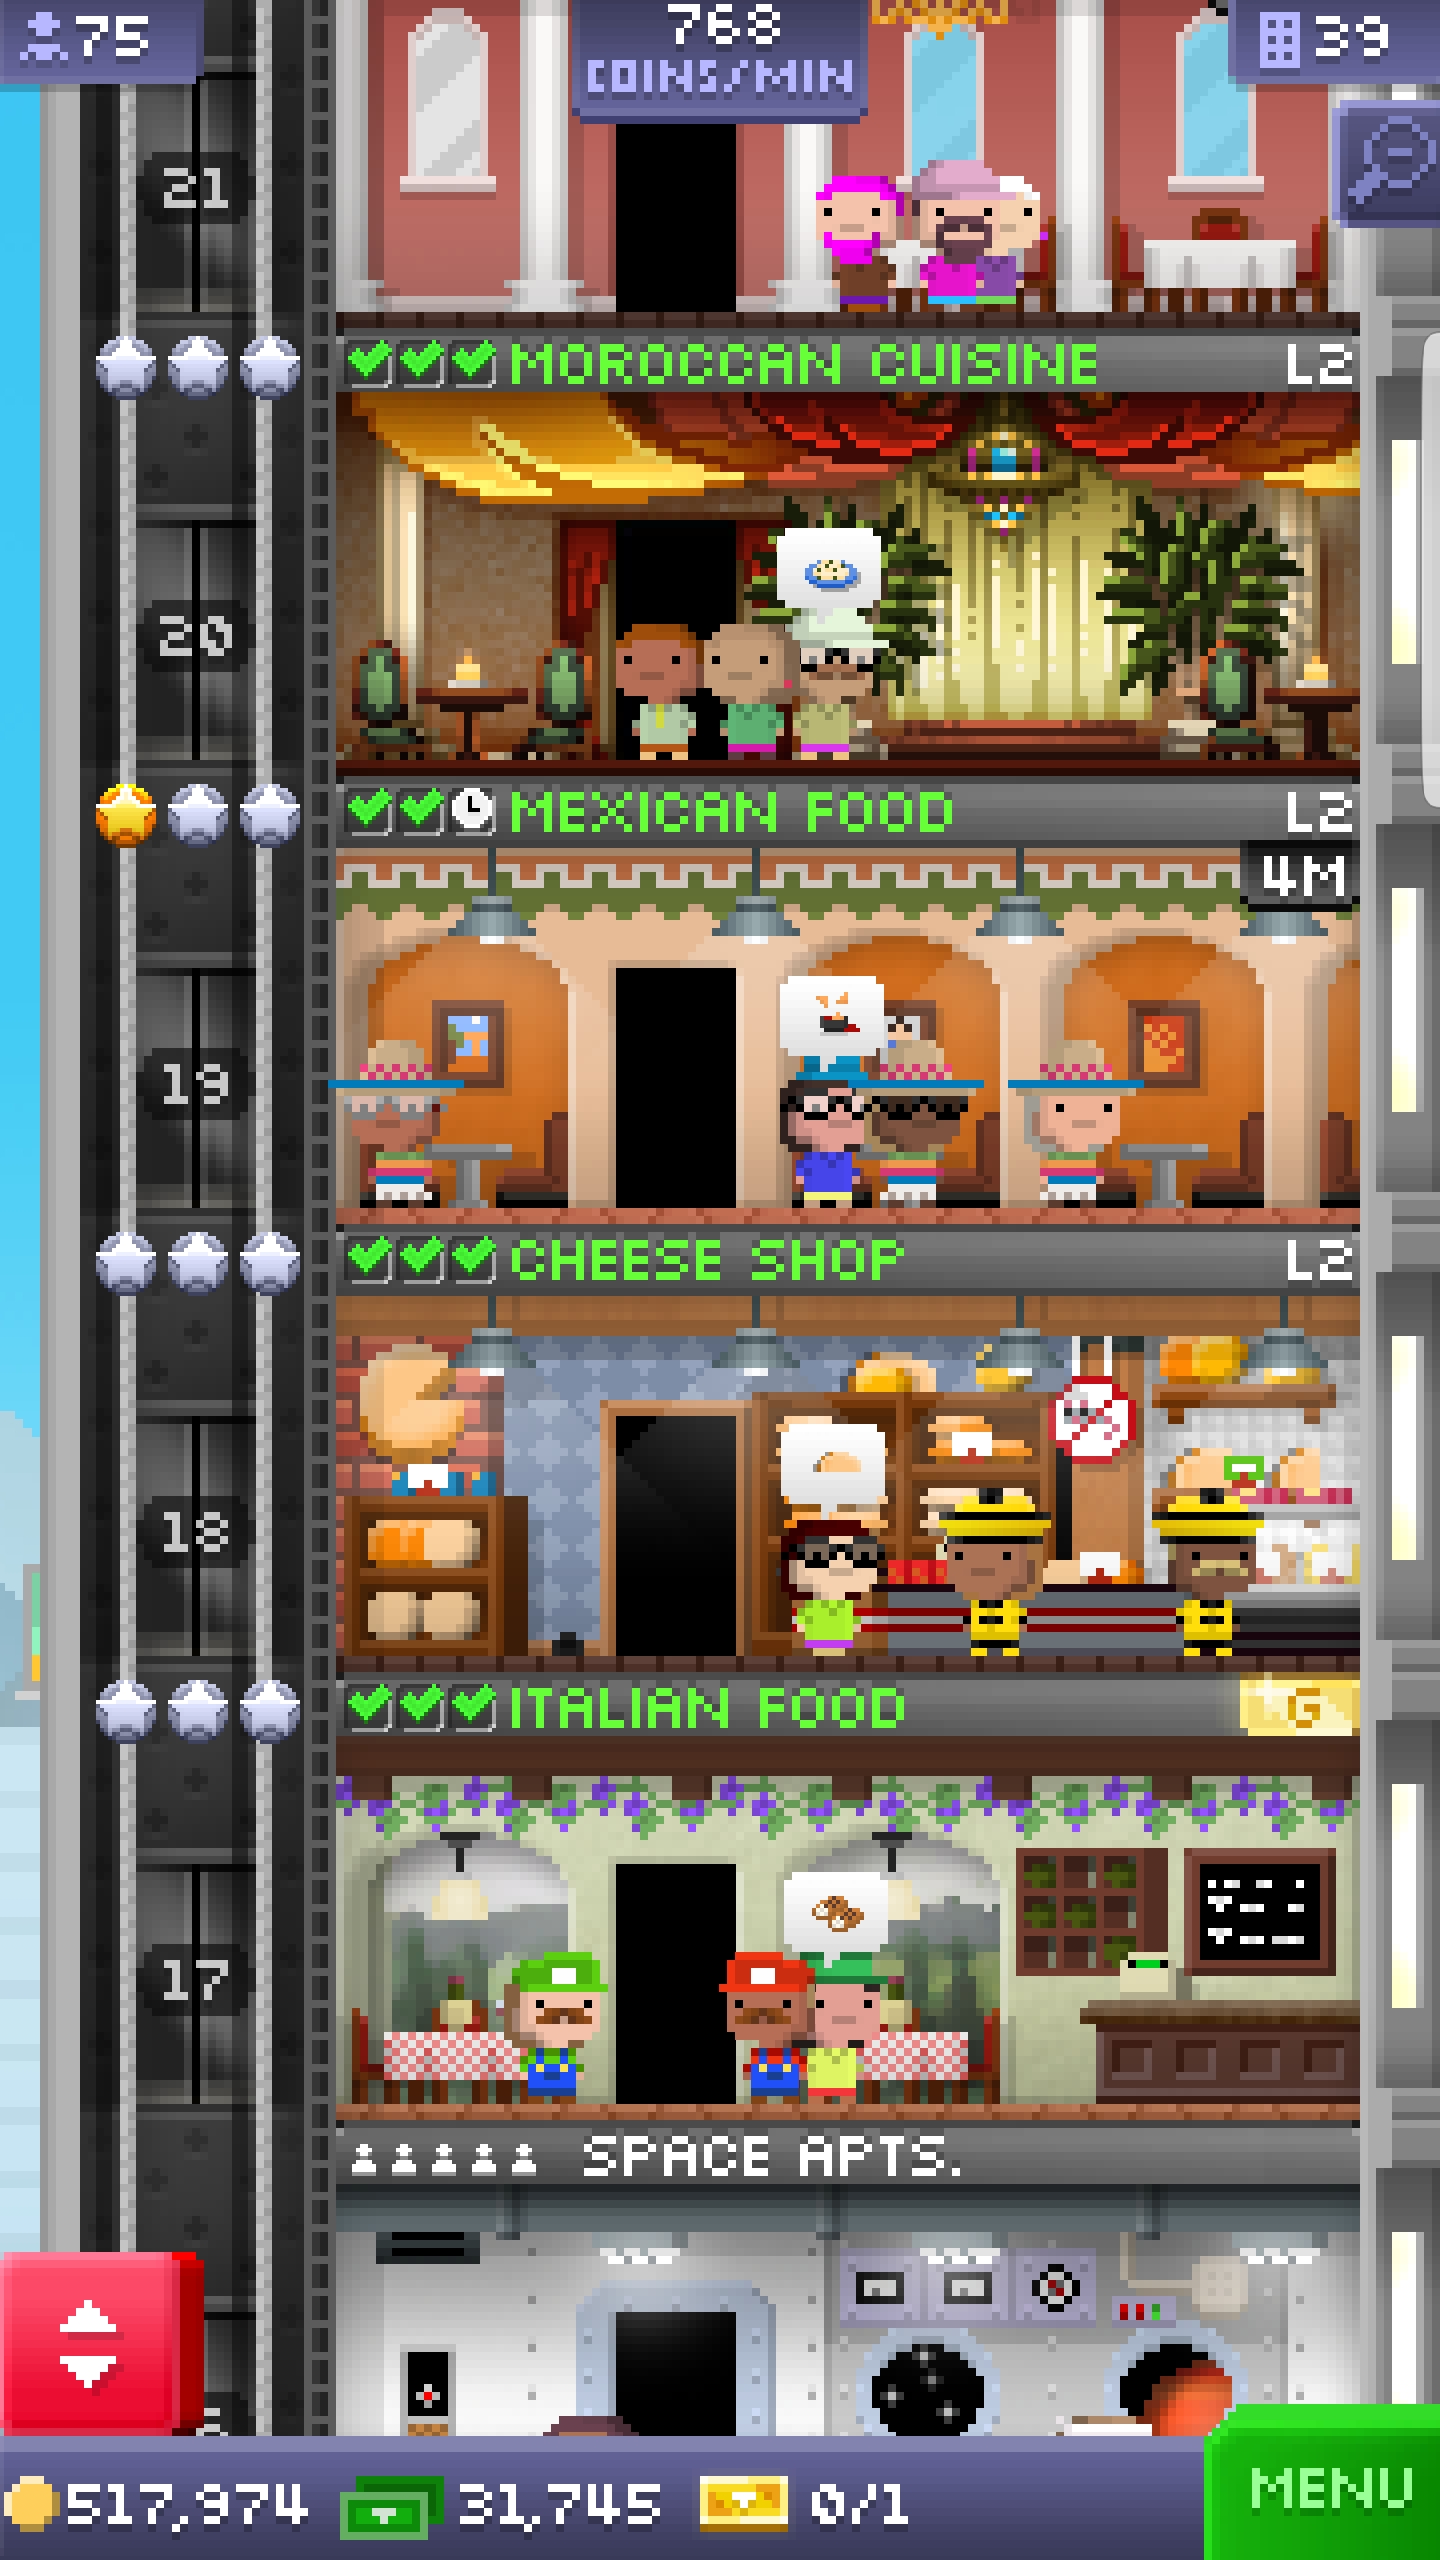 75
768
COINS/MIN
39
21
MOROCCAN CUISINE L2
20
MEXICAN FOOD L2
4M
19
CHEESE SHOP L2
18
ITALIAN FOOD G
17
SPACE APTS.
517,974 31,745 0/1 MENU